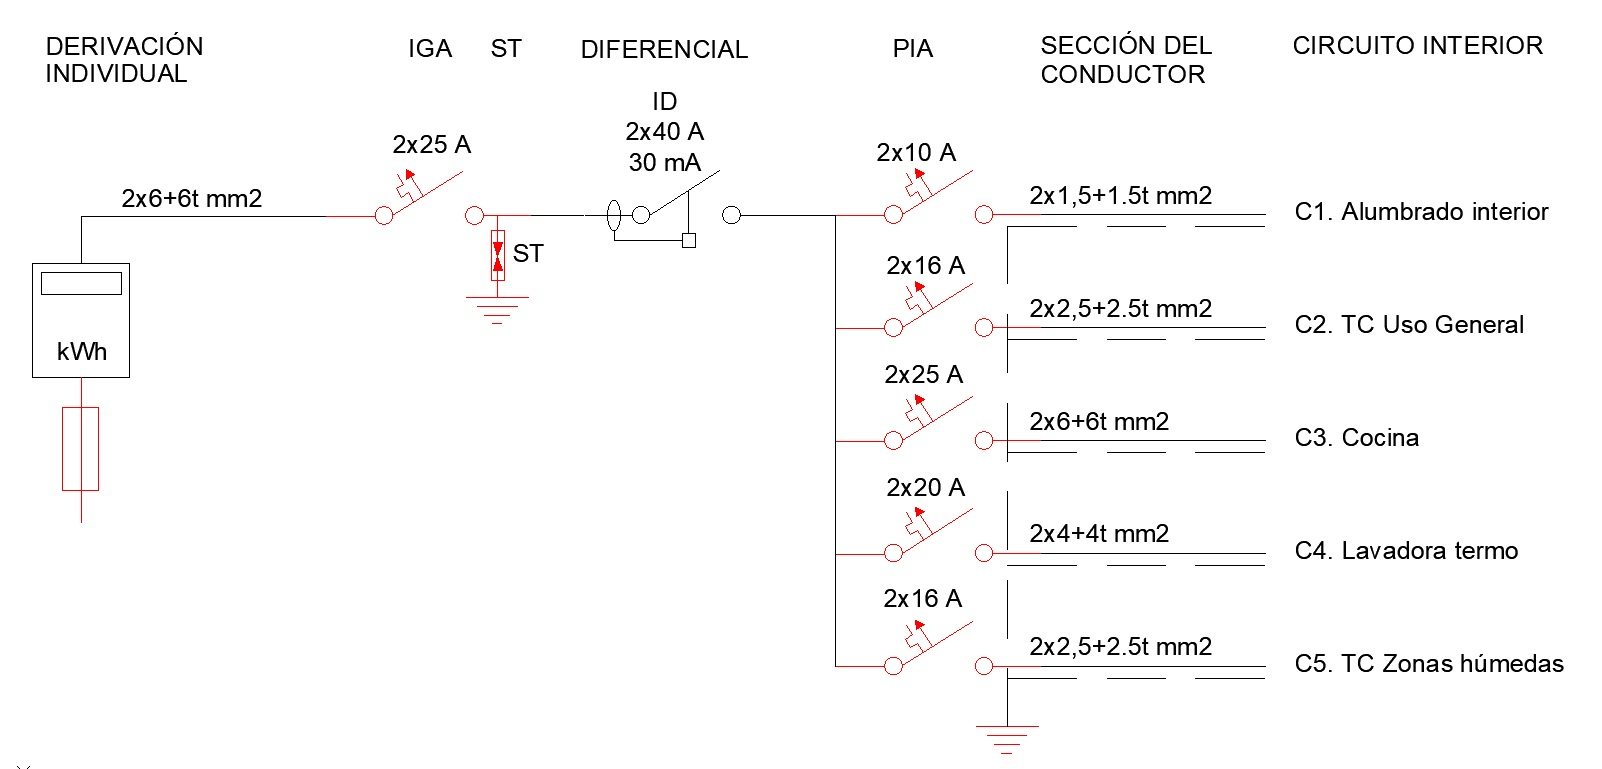 DERIVACIÓN
INDIVIDUAL
IGA
ST
DIFERENCIAL
PIA
SECCIÓN DEL
CONDUCTOR
CIRCUITO INTERIOR
ID
2x40 A
30 mA
2x25 A
2x6+6t mm2
ST
kWh
2x10 A
2x1,5+1.5t mm2
C1. Alumbrado interior
2x16 A
2x2,5+2.5t mm2
C2. TC Uso General
2x25 A
2x6+6t mm2
C3. Cocina
2x20 A
2x4+4t mm2
C4. Lavadora termo
2x16 A
2x2,5+2.5t mm2
C5. TC Zonas húmedas